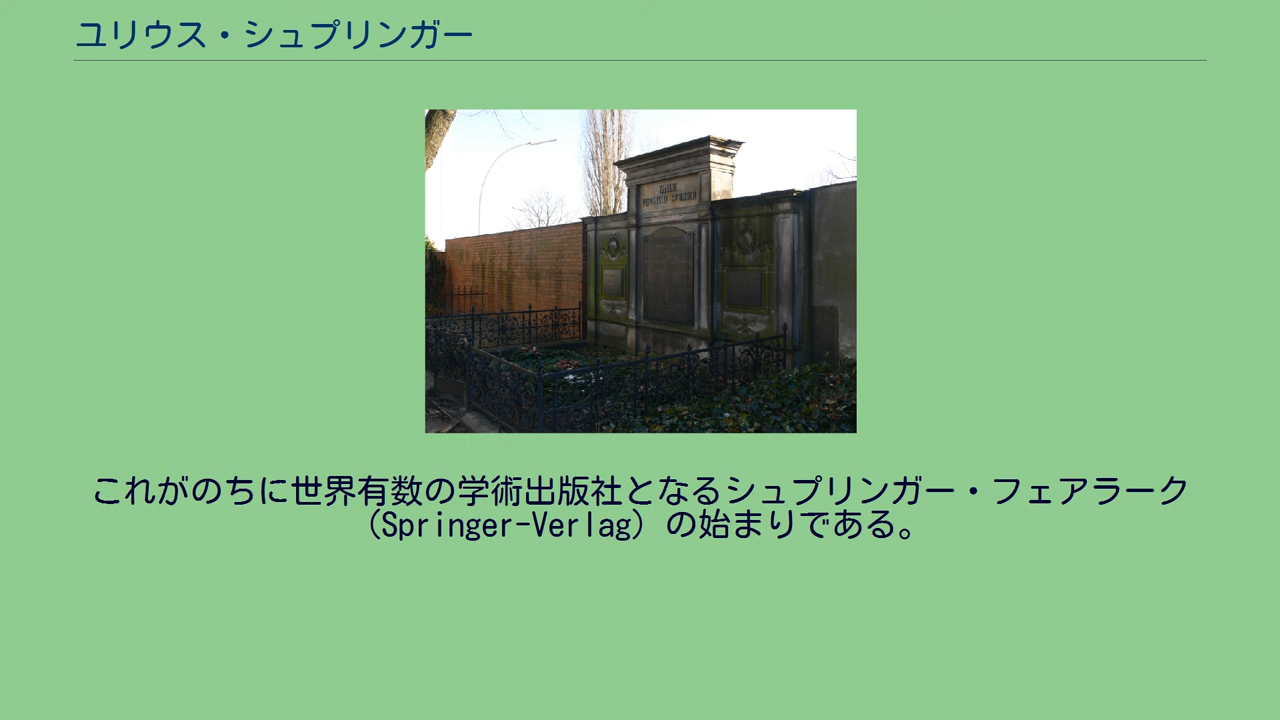 ユリウス・シュプリンガー
これがのちに世界有数の学術出版社となるシュプリンガー・フェアラーク
（Springer-Verlag）の始まりである。